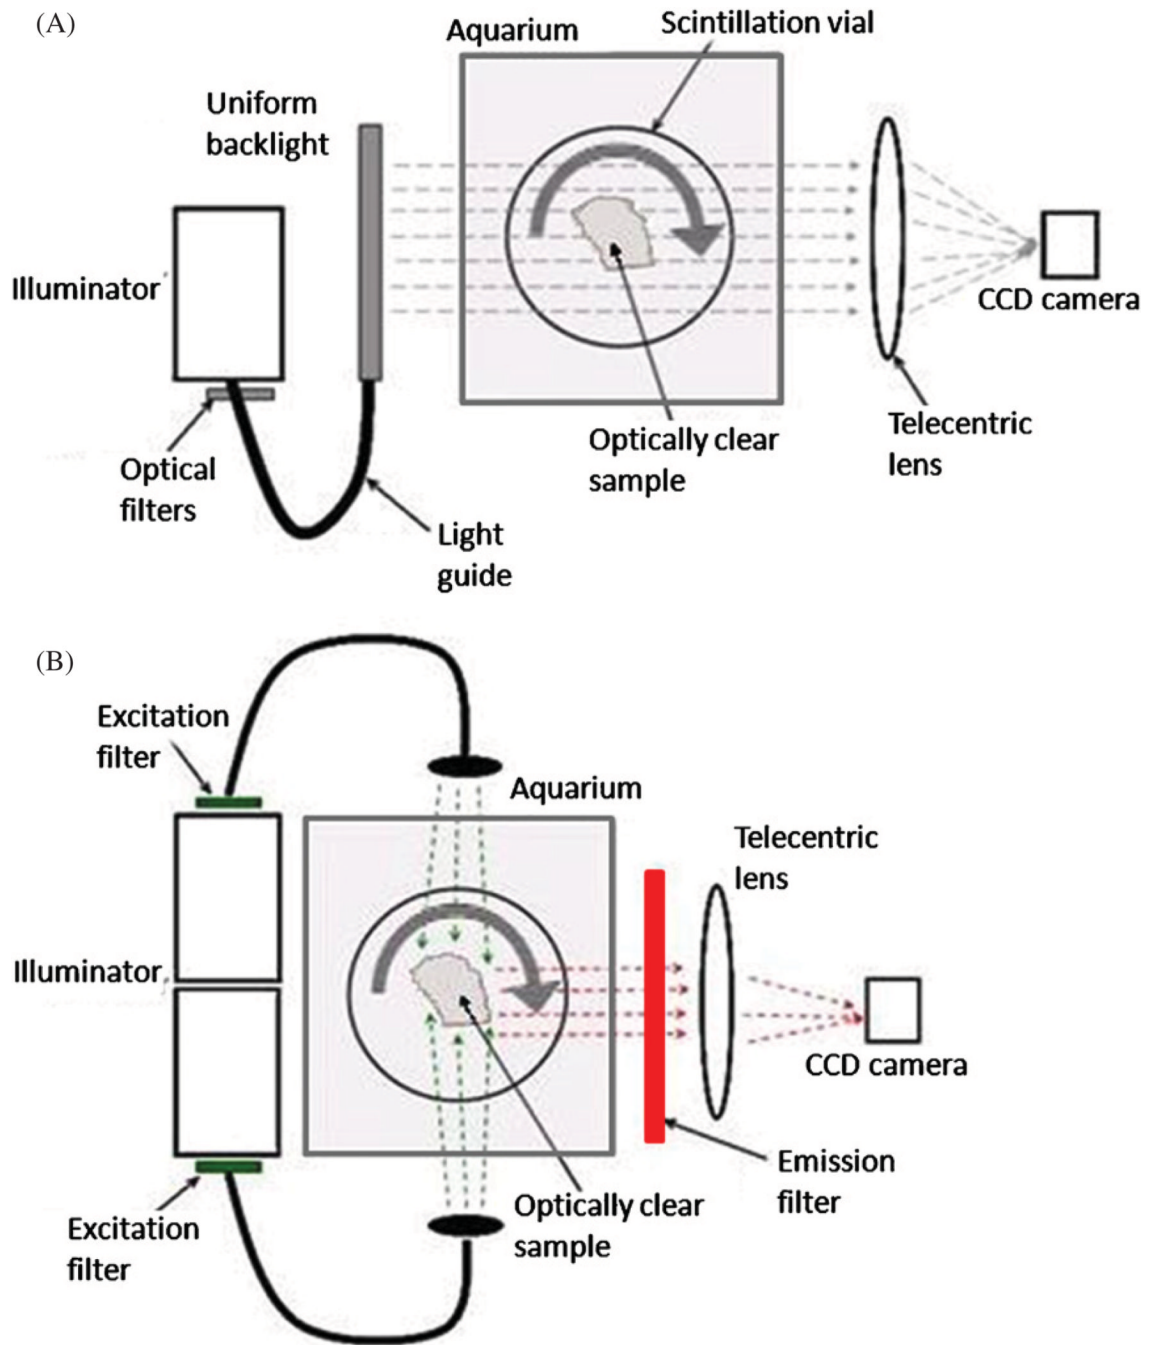 (A)
Aquarium
Scintillation vial
Uniform
backlight
Illuminator
CCD camera
Optically clear
sample
Telecentric
lens
Optical
filters
Light
guide
(B)
Excitation
filter
Aquarium
Telecentric
lens
Illuminator
CCD camera
Emission
filter
Optically clear
sample
Excitation
filter